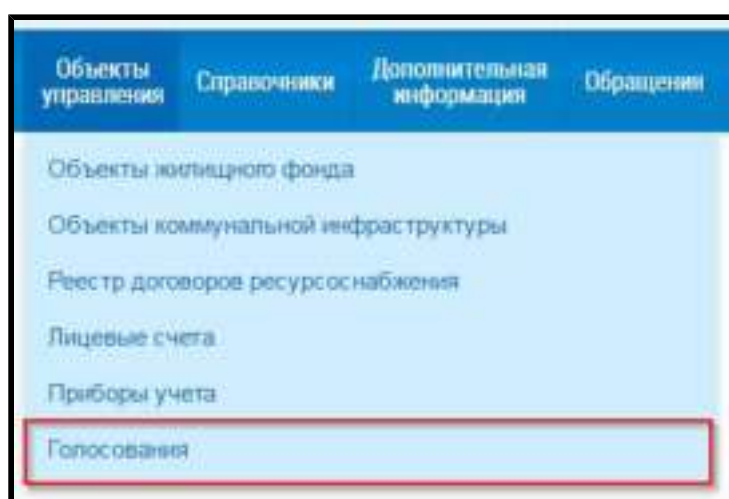 Объекты
управления
Справочники
Дополнительная
информация
Обращения
Объекты жилищного фонда
Объекты коммунальной инфраструктуры
Реестр договоров ресурсоснабжения
Лицевые счета
Приборы учета
Голосования